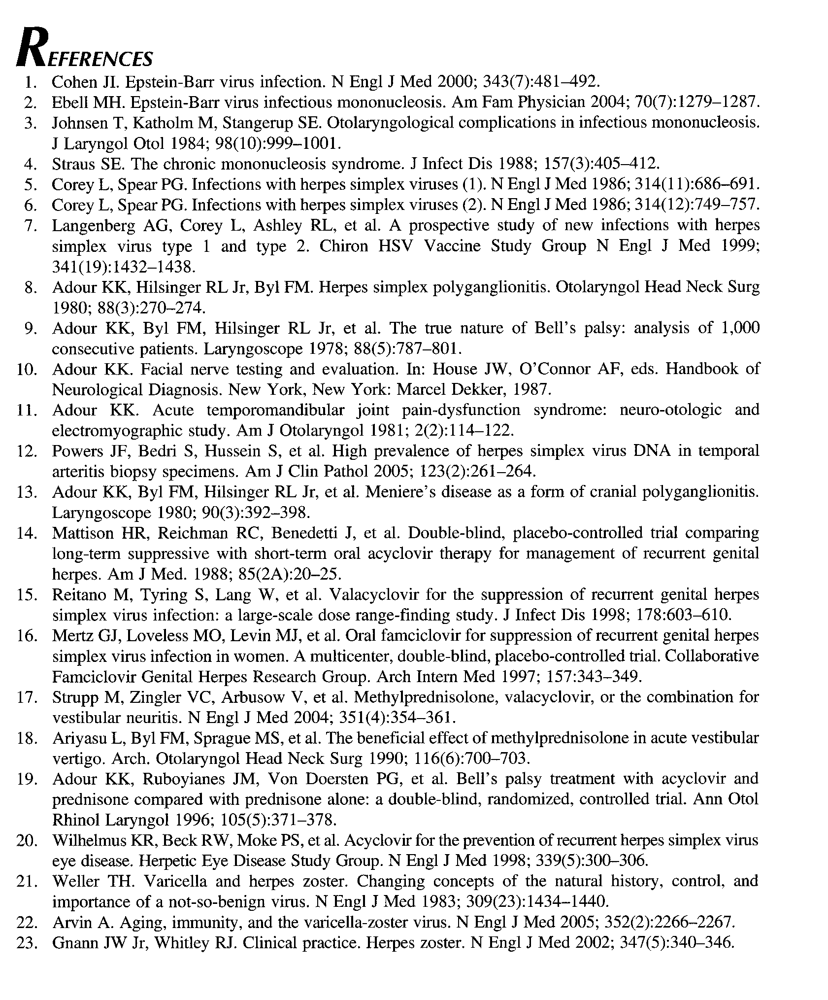 REFERENCES
1. Cohen JI. Epstein-Barr virus infection. N Engl J Med 2000; 343(7):481–492.
2. Ebell MH. Epstein-Barr virus infectious mononucleosis. Am Fam Physician 2004; 70(7):1279–1287.
3. Johnsen T, Katholm M, Stangerup SE. Otolaryngological complications in infectious mononucleosis.
J Laryngol Otol 1984; 98(10):999–1001.
4. Straus SE. The chronic mononucleosis syndrome. J Infect Dis 1988; 157(3):405–412.
5. Corey L, Spear PG. Infections with herpes simplex viruses (1). N Engl J Med 1986; 314(11):686–691.
6. Corey L, Spear PG. Infections with herpes simplex viruses (2). N Engl J Med 1986; 314(12):749–757.
7. Langenberg AG, Corey L, Ashley RL, et al. A prospective study of new infections with herpes
simplex virus type 1 and type 2. Chiron HSV Vaccine Study Group N Engl J Med 1999;
341(19):1432–1438.
8. Adour KK, Hilsinger RL Jr, Byl FM. Herpes simplex polyganglionitis. Otolaryngol Head Neck Surg
1980; 88(3):270–274.
9. Adour KK, Byl FM, Hilsinger RL Jr, et al. The true nature of Bell's palsy: analysis of 1,000
consecutive patients. Laryngoscope 1978; 88(5):787–801.
10. Adour KK. Facial nerve testing and evaluation. In: House JW, O'Connor AF, eds. Handbook of
Neurological Diagnosis. New York, New York: Marcel Dekker, 1987.
11. Adour KK. Acute temporomandibular joint pain-dysfunction syndrome: neuro-otologic and
electromyographic study. Am J Otolaryngol 1981; 2(2):114–122.
12. Powers JF, Bedri S, Hussein S, et al. High prevalence of herpes simplex virus DNA in temporal
arteritis biopsy specimens. Am J Clin Pathol 2005; 123(2):261–264.
13. Adour KK, Byl FM, Hilsinger RL Jr, et al. Meniere's disease as a form of cranial polyganglionitis.
Laryngoscope 1980; 90(3):392–398.
14. Mattison HR, Reichman RC, Benedetti J, et al. Double-blind, placebo-controlled trial comparing
long-term suppressive with short-term oral acyclovir therapy for management of recurrent genital
herpes. Am J Med. 1988; 85(2A):20–25.
15. Reitano M, Tyring S, Lang W, et al. Valacyclovir for the suppression of recurrent genital herpes
simplex virus infection: a large-scale dose range-finding study. J Infect Dis 1998; 178:603–610.
16. Mertz GJ, Loveless MO, Levin MJ, et al. Oral famciclovir for suppression of recurrent genital herpes
simplex virus infection in women. A multicenter, double-blind, placebo-controlled trial. Collaborative
Famciclovir Genital Herpes Research Group. Arch Intern Med 1997; 157:343–349.
17. Strupp M, Zingler VC, Arbusow V, et al. Methylprednisolone, valacyclovir, or the combination for
vestibular neuritis. N Engl J Med 2004; 351(4):354–361.
18. Ariyasu L, Byl FM, Sprague MS, et al. The beneficial effect of methylprednisolone in acute vestibular
vertigo. Arch. Otolaryngol Head Neck Surg 1990; 116(6):700–703.
19. Adour KK, Ruboyianes JM, Von Doersten PG, et al. Bell's palsy treatment with acyclovir and
prednisone compared with prednisone alone: a double-blind, randomized, controlled trial. Ann Otol
Rhinol Laryngol 1996; 105(5):371–378.
20. Wilhelmus KR, Beck RW, Moke PS, et al. Acyclovir for the prevention of recurrent herpes simplex virus
eye disease. Herpetic Eye Disease Study Group. N Engl J Med 1998; 339(5):300–306.
21. Weller TH. Varicella and herpes zoster. Changing concepts of the natural history, control, and
importance of a not-so-benign virus. N Engl J Med 1983; 309(23):1434–1440.
22. Arvin A. Aging, immunity, and the varicella-zoster virus. N Engl J Med 2005; 352(2):2266–2267.
23. Gnann JW Jr, Whitley RJ. Clinical practice. Herpes zoster. N Engl J Med 2002; 347(5):340–346.